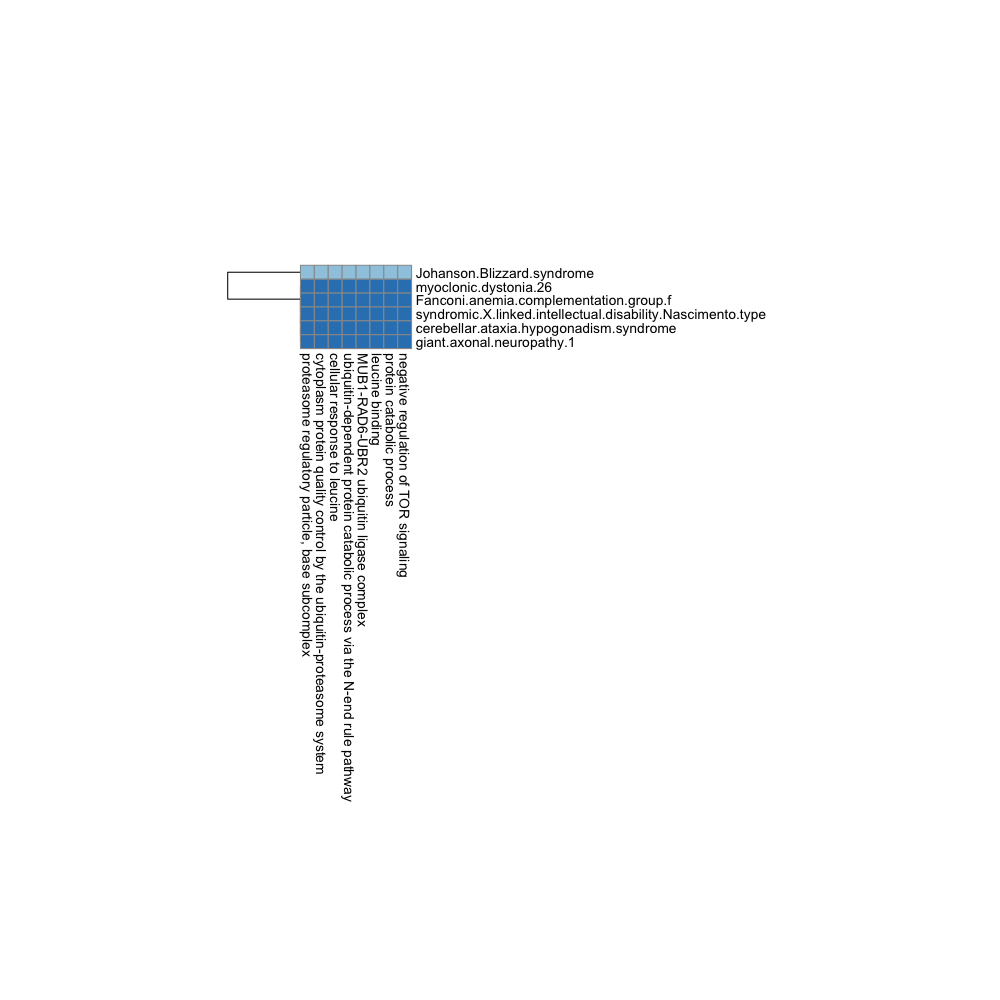 Johanson.Blizzard.syndrome
myoclonic.dystonia.26
Fanconi.anemia.complementation.group.f
syndromic.X.linked.intellectual.disability.Nascimento.type
cerebellar.ataxia.hypogonadism.syndrome
giant.axonal.neuropathy.1
proteasome regulatory particle, base subcomplex
cytoplasm protein quality control by the ubiquitin-proteasome system
cellular response to leucine
ubiquitin-dependent protein catabolic process via the N-end rule pathway
MUB1-RAD6-UBR2 ubiquitin ligase complex
leucine binding
protein catabolic process
negative regulation of TOR signaling